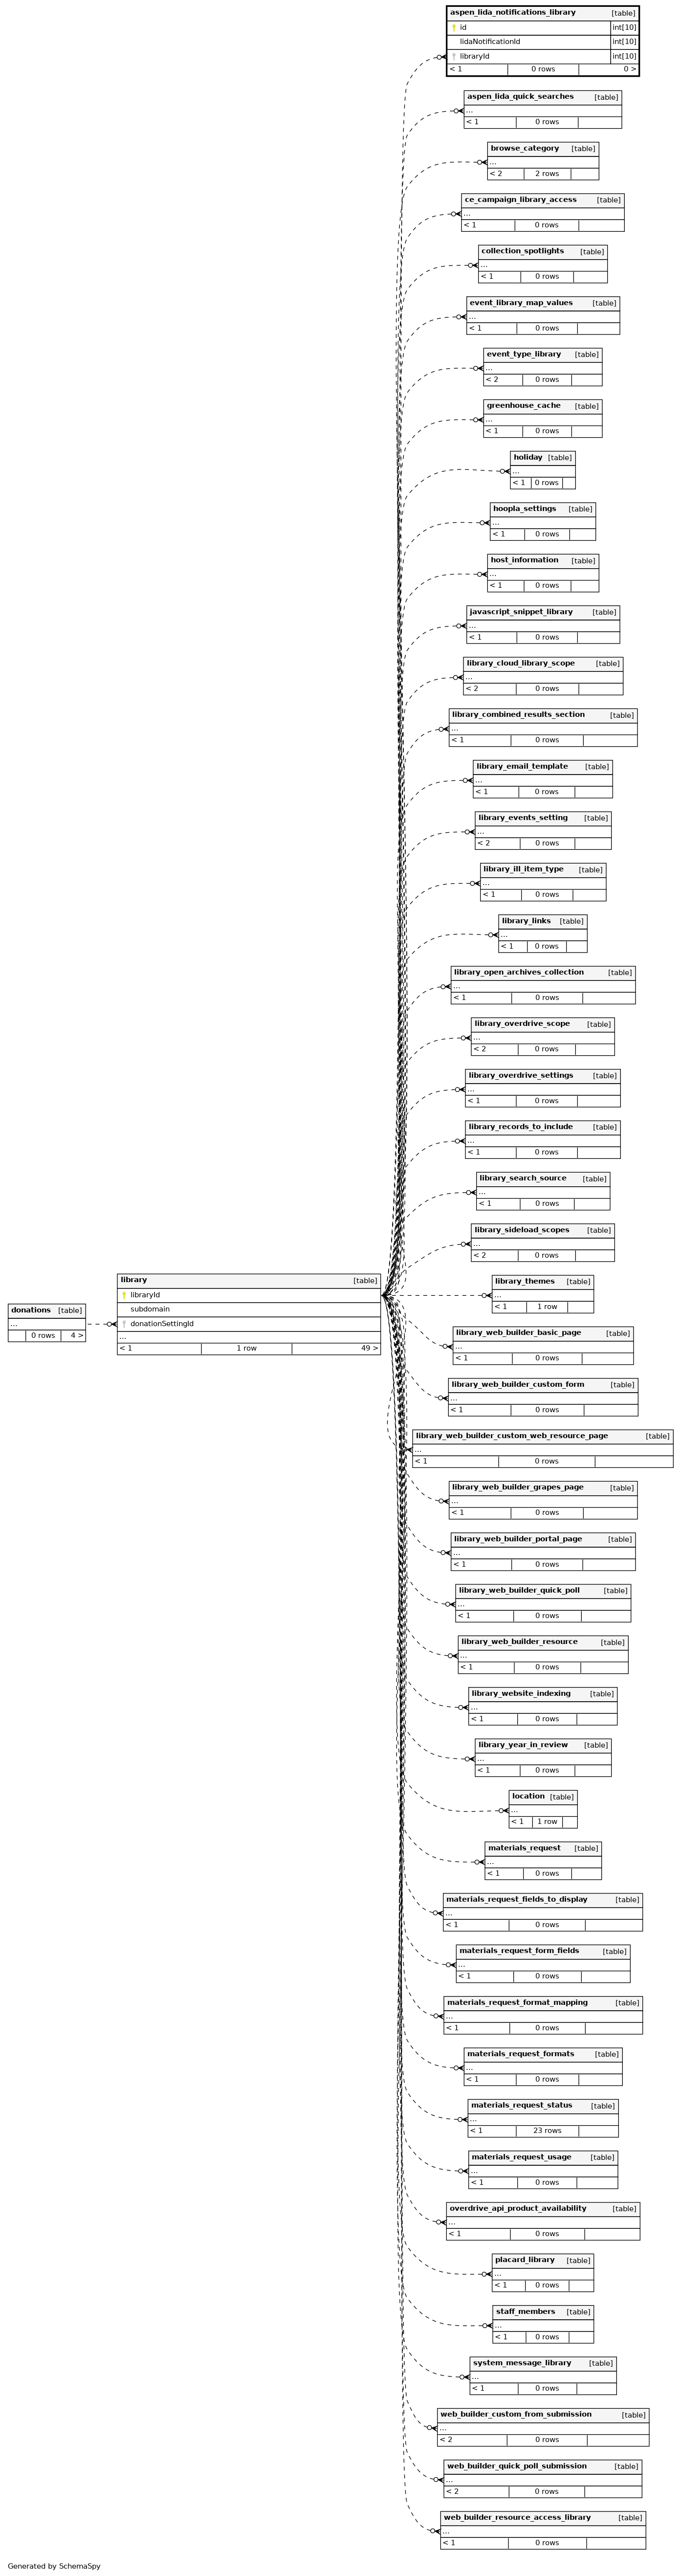 aspen_lida_notifications_library [table]
id int[10]
lidaNotificationId int[10]
libraryId int[10]
< 1 0 rows 0 >
aspen_lida_quick_searches [table]
...
< 1 0 rows
browse_category [table]
...
< 2 2 rows
ce_campaign_library_access [table]
...
< 1 0 rows
collection_spotlights [table]
...
< 1 0 rows
event_library_map_values [table]
...
< 1 0 rows
event_type_library [table]
...
< 2 0 rows
greenhouse_cache [table]
...
< 1 0 rows
holiday [table]
...
< 1 0 rows
hoopla_settings [table]
...
< 1 0 rows
host_information [table]
...
< 1 0 rows
javascript_snippet_library [table]
...
< 1 0 rows
library_cloud_library_scope [table]
...
< 2 0 rows
library_combined_results_section [table]
...
< 1 0 rows
library_email_template [table]
...
< 1 0 rows
library_events_setting [table]
...
< 2 0 rows
library_ill_item_type [table]
...
< 1 0 rows
library_links [table]
...
< 1 0 rows
library_open_archives_collection [table]
...
< 1 0 rows
library_overdrive_scope [table]
...
< 2 0 rows
library_overdrive_settings [table]
...
< 1 0 rows
library_records_to_include [table]
...
< 1 0 rows
library_search_source [table]
...
< 1 0 rows
library_sideload_scopes [table]
...
< 2 0 rows
library [table]
libraryId
subdomain
donationSettingId
...
< 1 1 row 49 >
donations [table]
...
0 rows 4 >
library_themes [table]
...
< 1 1 row
library_web_builder_basic_page [table]
...
< 1 0 rows
library_web_builder_custom_form [table]
...
< 1 0 rows
library_web_builder_custom_web_resource_page [table]
...
< 1 0 rows
library_web_builder_grapes_page [table]
...
< 1 0 rows
library_web_builder_portal_page [table]
...
< 1 0 rows
library_web_builder_quick_poll [table]
...
< 1 0 rows
library_web_builder_resource [table]
...
< 1 0 rows
library_website_indexing [table]
...
< 1 0 rows
library_year_in_review [table]
...
< 1 0 rows
location [table]
...
< 1 1 row
materials_request [table]
...
< 1 0 rows
materials_request_fields_to_display [table]
...
< 1 0 rows
materials_request_form_fields [table]
...
< 1 0 rows
materials_request_format_mapping [table]
...
< 1 0 rows
materials_request_formats [table]
...
< 1 0 rows
materials_request_status [table]
...
< 1 23 rows
materials_request_usage [table]
...
< 1 0 rows
overdrive_api_product_availability [table]
...
< 1 0 rows
placard_library [table]
...
< 1 0 rows
staff_members [table]
...
< 1 0 rows
system_message_library [table]
...
< 1 0 rows
web_builder_custom_from_submission [table]
...
< 2 0 rows
web_builder_quick_poll_submission [table]
...
< 2 0 rows
web_builder_resource_access_library [table]
...
< 1 0 rows
Generated by SchemaSpy